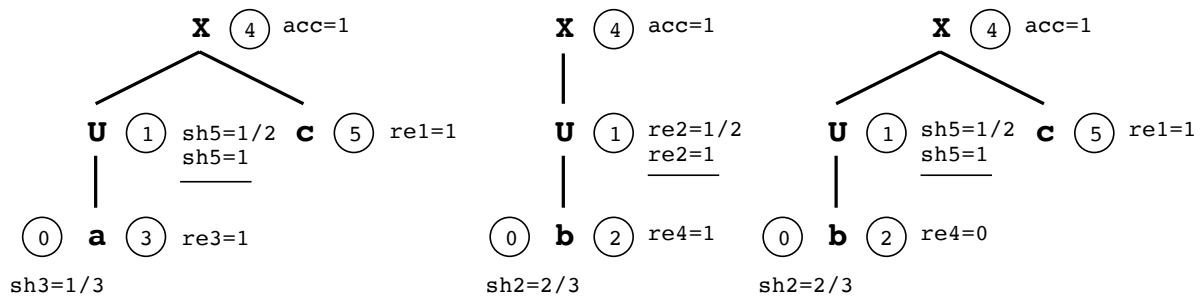 X 4 acc=1 X 4 acc=1 X 4 acc=1
U 1 sh5=1/2 c 5 re1=1 U 1 re2=1/2 U 1 sh5=1/2 c 5 re1=1
sh5=1 re2=1 sh5=1
0 a 3 re3=1 0 b 2 re4=1 0 b 2 re4=0
sh3=1/3 sh2=2/3 sh2=2/3